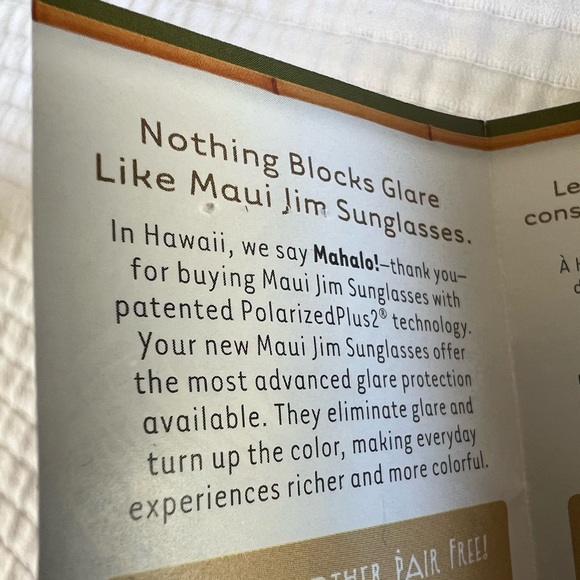 Nothing Blocks Glare
Like Maui Jim Sunglasses.
In Hawaii, we say Mahalo!–thank you–
for buying Maui Jim Sunglasses with
patented PolarizedPlus2® technology.
Your new Maui Jim Sunglasses offer
the most advanced glare protection
available. They eliminate glare and
turn up the color, making everyday
experiences richer and more colorful.
PAIR FREE!
Le
cons
À